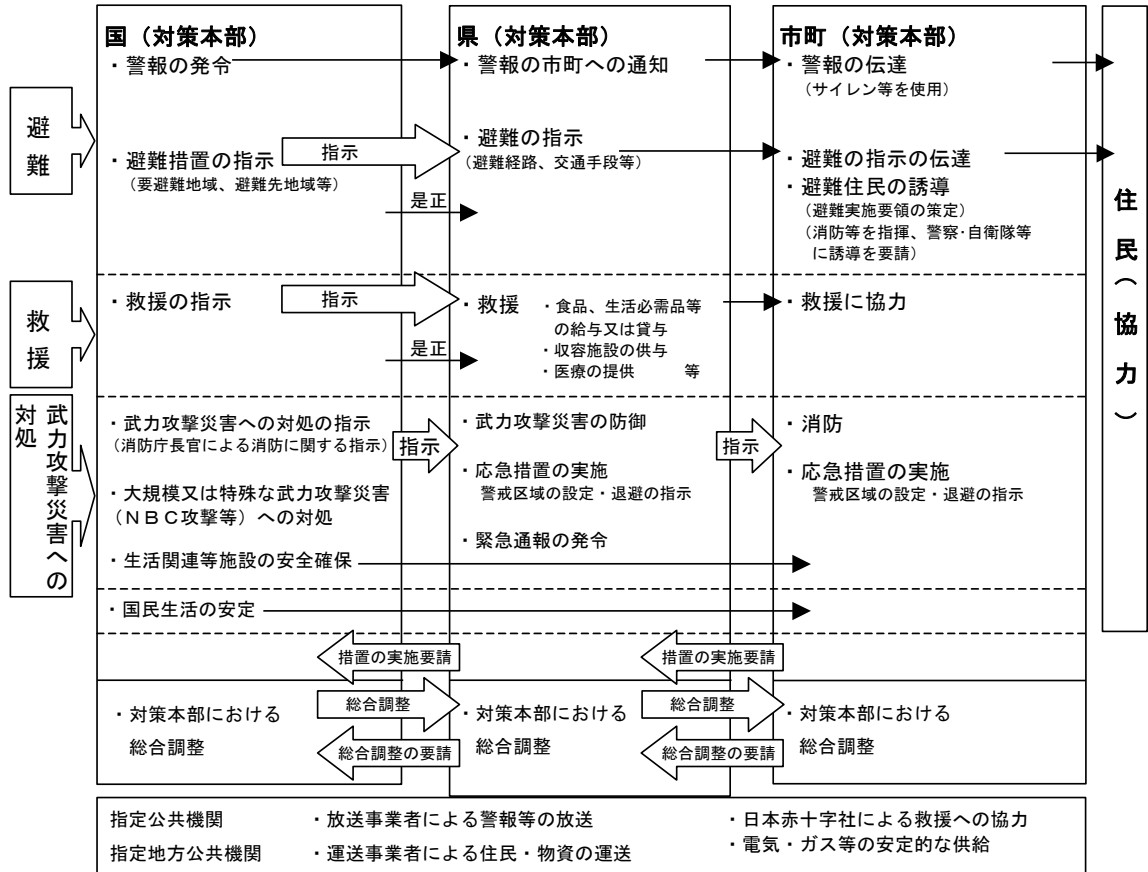 国（対策本部）
・警報の発令
・避難措置の指示
（要避難地域、避難先地域等）
指示
是正
県（対策本部）
・警報の市町への通知
・避難の指示
（避難経路、交通手段等）
市町（対策本部）
・警報の伝達
（サイレン等を使用）
・避難の指示の伝達
・避難住民の誘導
（避難実施要領の策定）
（消防等を指揮、警察・自衛隊等
に誘導を要請）
避難
住民（協力）
救援
・救援の指示
指示
是正
・救援
・食品、生活必需品等
の給与又は貸与
・収容施設の供与
・医療の提供　等
・救援に協力
武力攻撃災害への
対処
・武力攻撃災害への対処の指示
（消防庁長官による消防に関する指示）
・大規模又は特殊な武力攻撃災害
（ＮＢＣ攻撃等）への対処
・生活関連等施設の安全確保
指示
・武力攻撃災害の防御
・応急措置の実施
警戒区域の設定・退避の指示
・緊急通報の発令
指示
・消防
・応急措置の実施
警戒区域の設定・退避の指示
・国民生活の安定
措置の実施要請
措置の実施要請
・対策本部における
総合調整
総合調整
総合調整の要請
・対策本部における
総合調整
総合調整
総合調整の要請
・対策本部における
総合調整
指定公共機関
指定地方公共機関
・放送事業者による警報等の放送
・運送事業者による住民・物資の運送
・日本赤十字社による救援への協力
・電気・ガス等の安定的な供給